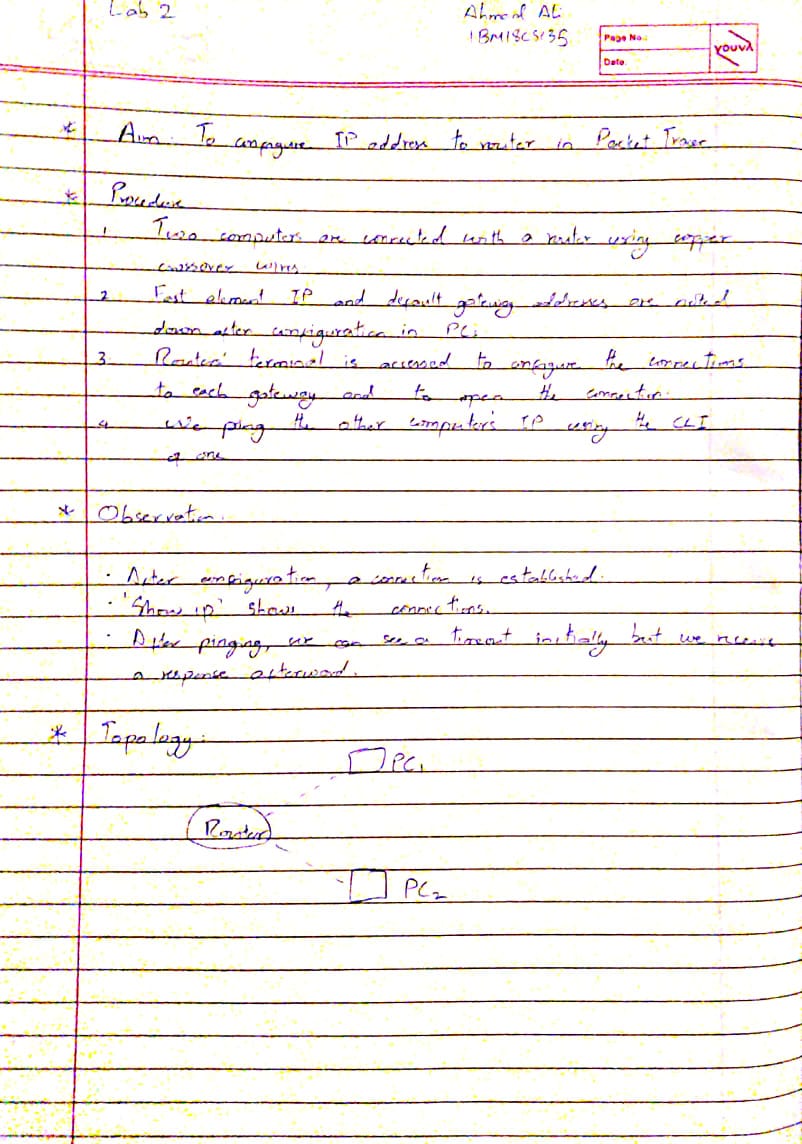 Lab 2
Ahmed Ali
1BM18CS135
Page No.:
Date:
YOUVA
* Aim: To configure IP address to router in Packet Tracer
* Procedure
1. Two computers are connected with a router using copper
crossover wires
2. Fast element IP and default gateway addresses are noted
down after configuration in PCs
3. Routers' terminal is accessed to configure the connections
to each gateway and to open the connection.
4. We ping the other computer's IP using the CLI
of one
* Observation.
· After configuration, a connection is established.
· 'Show ip' shows the connections.
· After pinging, we can see a timeout initially but we receive
a response afterward.
* Topology:
PC1
Router
PC2